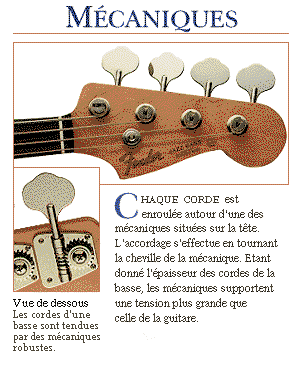 MÉCANIQUES
Fender
CHAQUE CORDE est
enroulée autour d'une des
mécaniques situées sur la tête.
L'accordage s'effectue en tournant
la cheville de la mécanique. Etant
donné l'épaisseur des cordes de la
basse, les mécaniques supportent
une tension plus grande que
celle de la guitare.
Vue de dessous
Les cordes d'une
basse sont tendues
par des mécaniques
robustes.